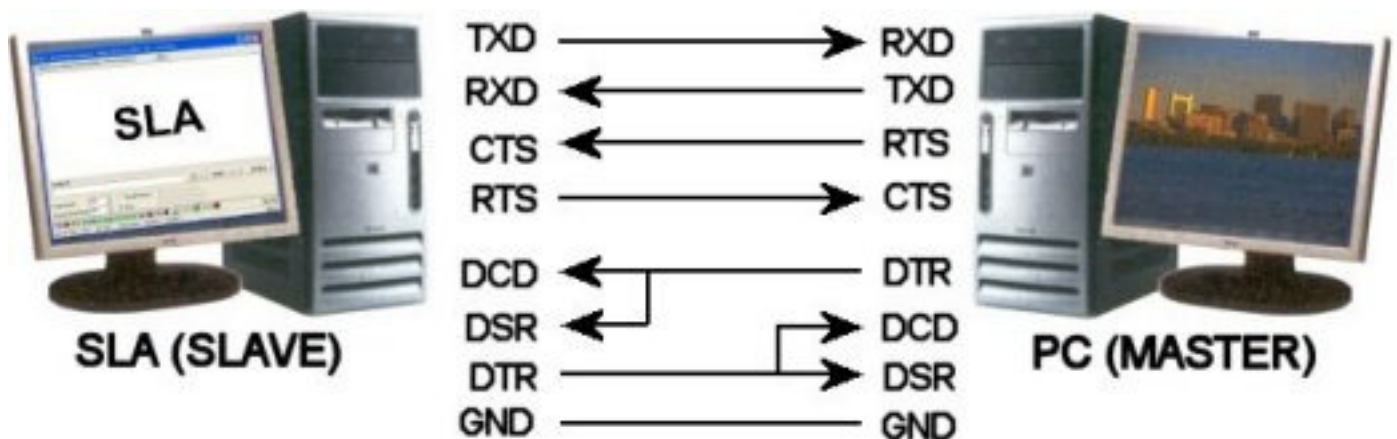 SLA
TXD RXD
RXD TXD
CTS RTS
RTS CTS
DCD DTR
DSR DCD
DTR DSR
GND GND
SLA (SLAVE)
PC (MASTER)